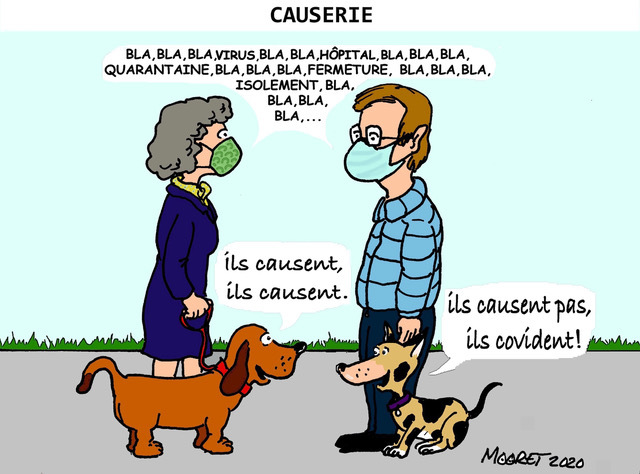 CAUSERIE
BLA,BLA,BLA,VIRUS,BLA,BLA,HÔPITAL,BLA,BLA,BLA,
QUARANTAINE,BLA,BLA,BLA,FERMETURE, BLA,BLA,BLA,
ISOLEMENT,BLA,
BLA,BLA,
BLA,...
ils causent,
ils causent.
ils causent pas,
ils covident!
MOGRET 2020